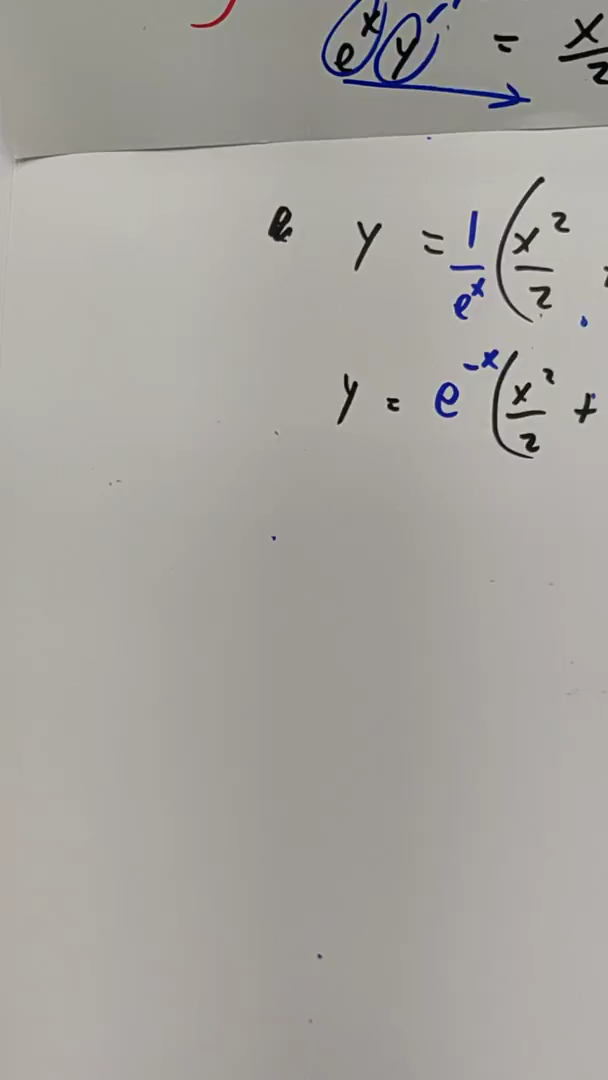 e^x y = x/2
y = 1/e^x (x^2/2
y = e^-x (x^2/2 +